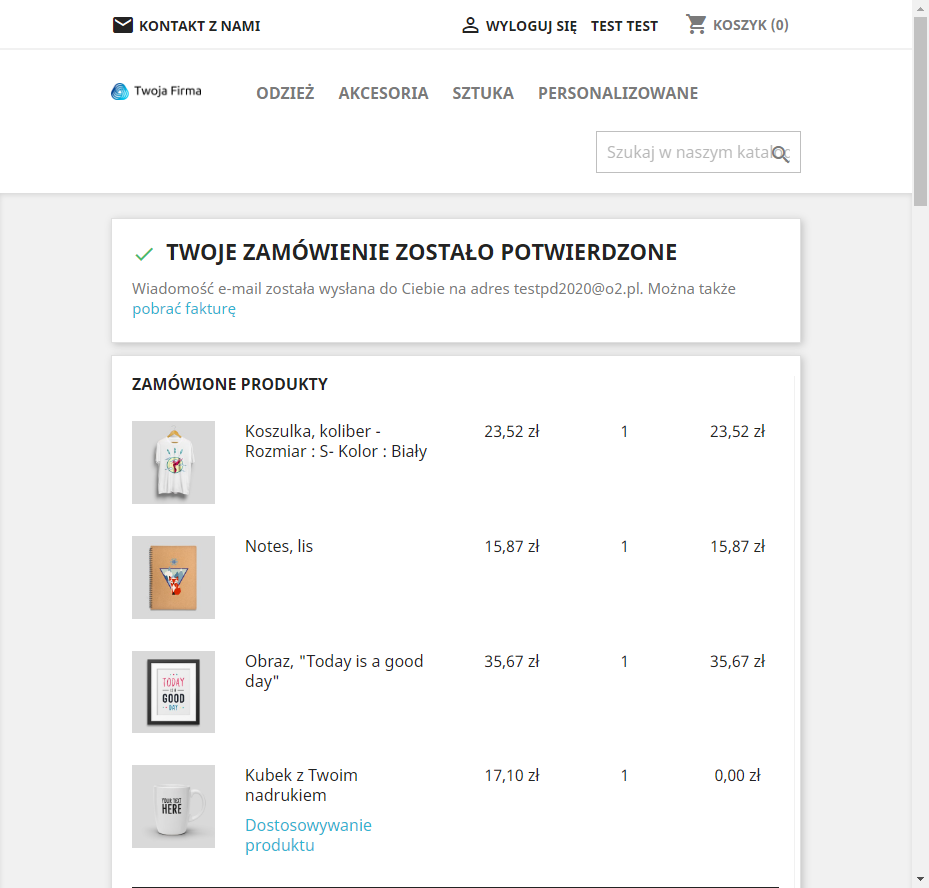 KONTAKT Z NAMI
WYLOGUJ SIĘ TEST TEST KOSZYK (0)
Twoja Firma
ODZIEŻ AKCESORIA SZTUKA PERSONALIZOWANE
Szukaj w naszym katalog
TWOJE ZAMÓWIENIE ZOSTAŁO POTWIERDZONE
Wiadomość e-mail została wysłana do Ciebie na adres testpd2020@o2.pl. Można także
pobrać fakturę
ZAMÓWIONE PRODUKTY
Koszulka, koliber - 23,52 zł 1 23,52 zł
Rozmiar : S- Kolor : Biały
Notes, lis 15,87 zł 1 15,87 zł
TODAY
IS A
GOOD
DAY
Obraz, "Today is a good 35,67 zł 1 35,67 zł
day"
YOUR TEXT
HERE
Kubek z Twoim 17,10 zł 1 0,00 zł
nadrukiem
Dostosowywanie
produktu